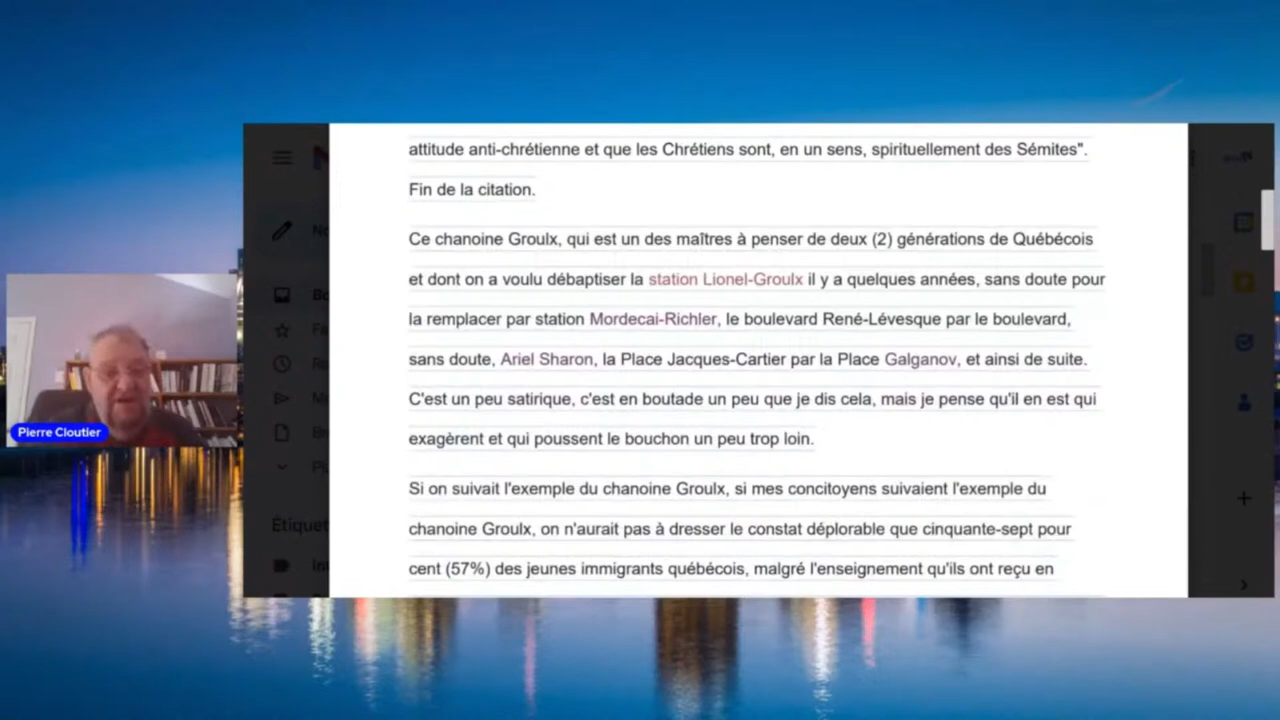 attitude anti-chrétienne et que les Chrétiens sont, en un sens, spirituellement des Sémites".
Fin de la citation.
Ce chanoine Groulx, qui est un des maîtres à penser de deux (2) générations de Québécois
et dont on a voulu débaptiser la station Lionel-Groulx il y a quelques années, sans doute pour
la remplacer par station Mordecai-Richler, le boulevard René-Lévesque par le boulevard,
sans doute, Ariel Sharon, la Place Jacques-Cartier par la Place Galganov, et ainsi de suite.
C'est un peu satirique, c'est en boutade un peu que je dis cela, mais je pense qu'il en est qui
exagèrent et qui poussent le bouchon un peu trop loin.
Si on suivait l'exemple du chanoine Groulx, si mes concitoyens suivaient l'exemple du
chanoine Groulx, on n'aurait pas à dresser le constat déplorable que cinquante-sept pour
cent (57%) des jeunes immigrants québécois, malgré l'enseignement qu'ils ont reçu en
Pierre Cloutier
Étiquet